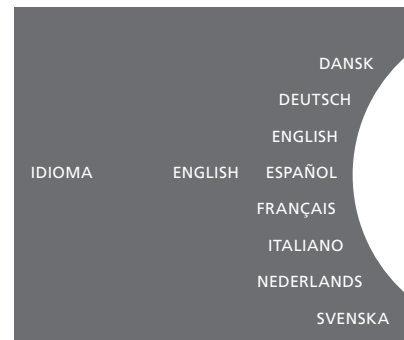 DANSK
DEUTSCH
ENGLISH
IDIOMA ENGLISH ESPAÑOL
FRANÇAIS
ITALIANO
NEDERLANDS
SVENSKA